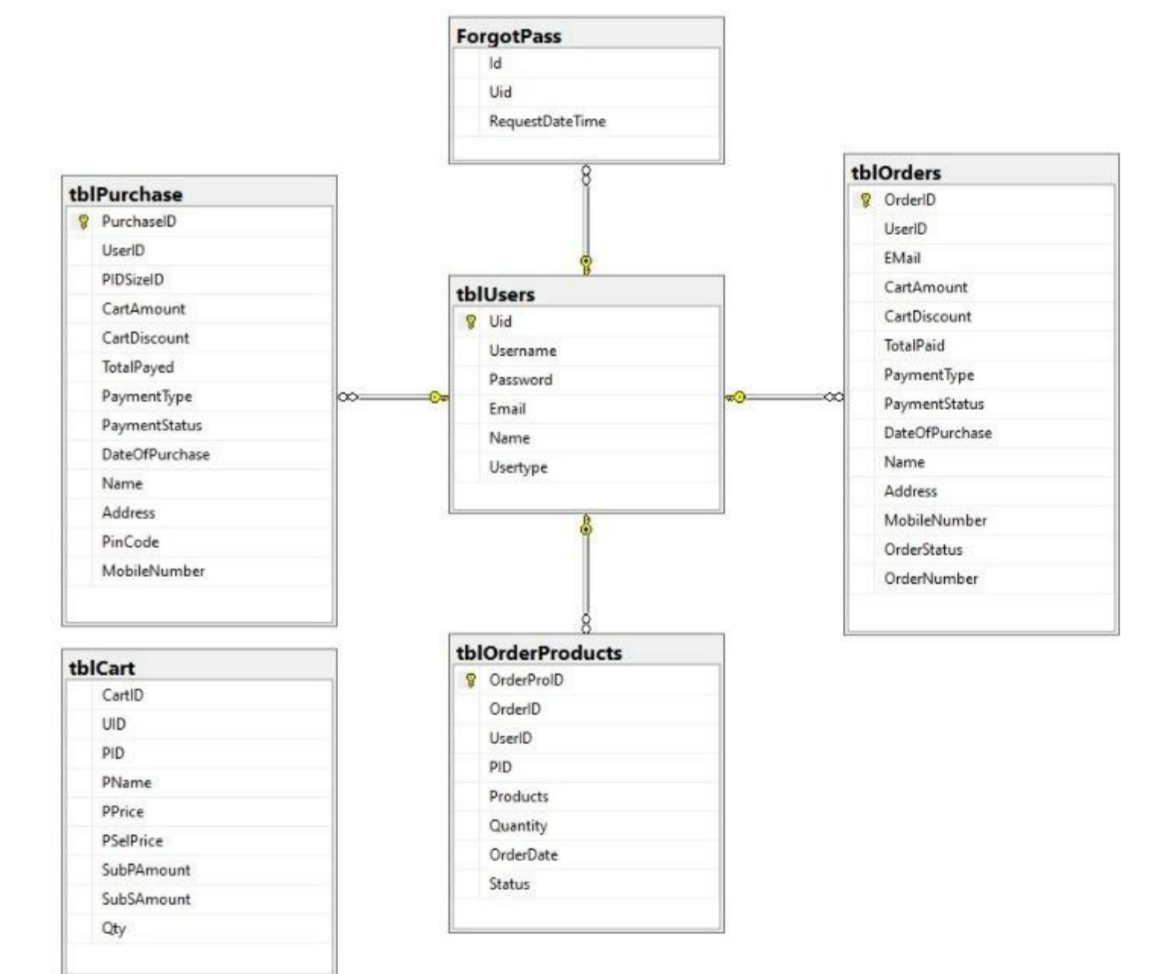 ForgotPass
Id
Uid
RequestDateTime
tblPurchase
PurchaseID
UserID
PIDSizeID
CartAmount
CartDiscount
TotalPayed
PaymentType
PaymentStatus
DateOfPurchase
Name
Address
PinCode
MobileNumber
tblUsers
Uid
Username
Password
Email
Name
Usertype
tblOrders
OrderID
UserID
EMail
CartAmount
CartDiscount
TotalPaid
PaymentType
PaymentStatus
DateOfPurchase
Name
Address
MobileNumber
OrderStatus
OrderNumber
tblCart
CartID
UID
PID
PName
PPrice
PSelPrice
SubPAmount
SubSAmount
Qty
tblOrderProducts
OrderProID
OrderID
UserID
PID
Products
Quantity
OrderDate
Status